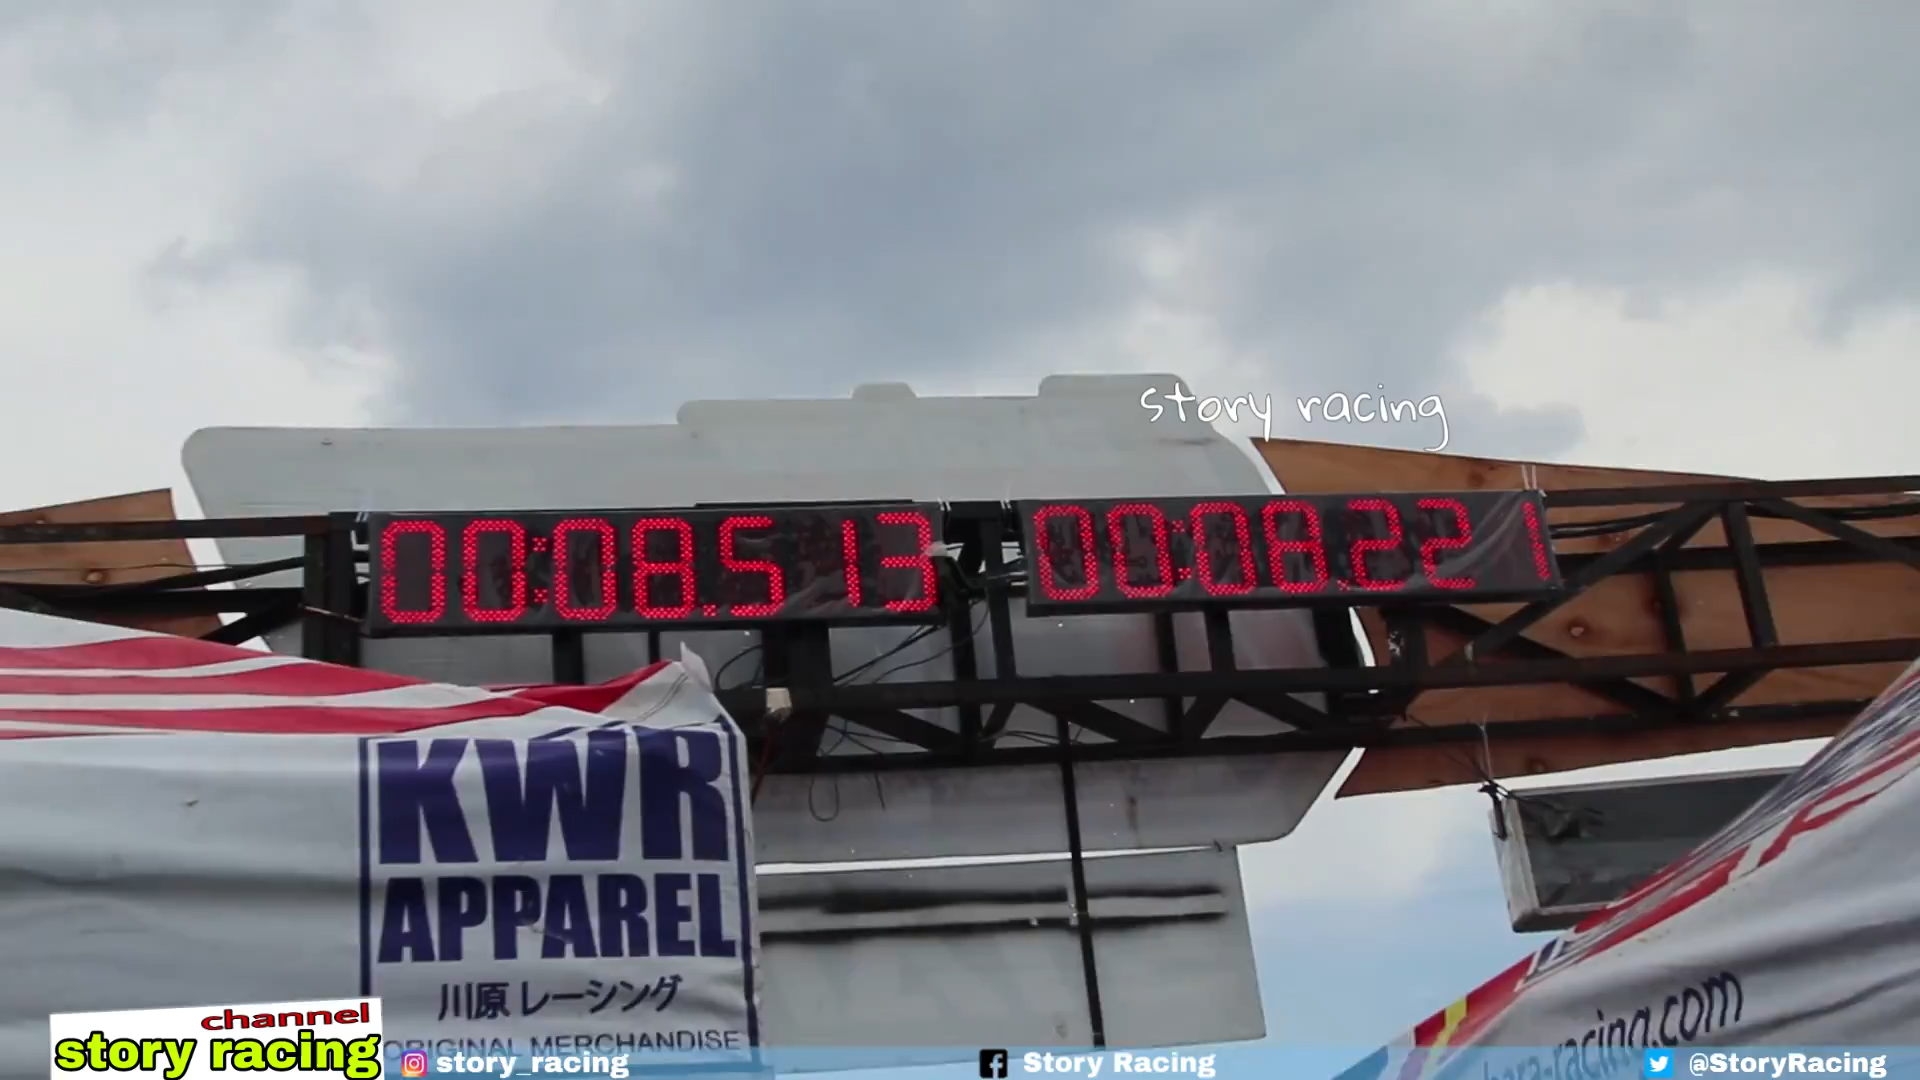 story racing
00:08.513
00:08.221
KWR
APPAREL
川原レーシング
ORIGINAL MERCHANDISE
racing.com
channel
story racing
story_racing
Story Racing
@StoryRacing